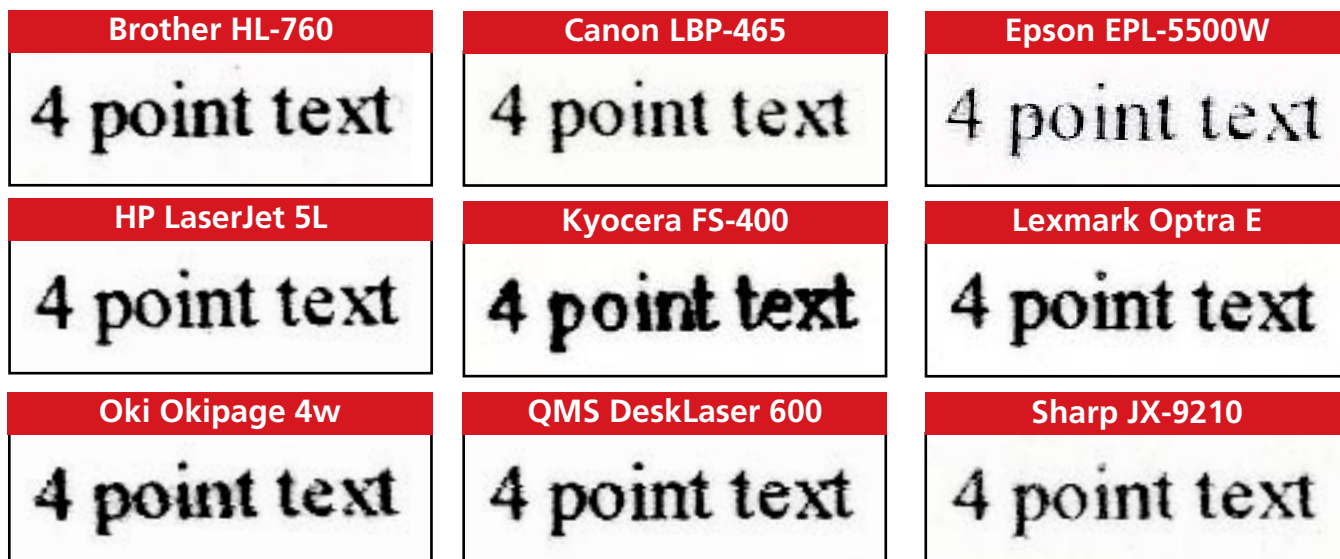 Brother HL-760
Canon LBP-465
Epson EPL-5500W
4 point text
4 point text
4 point text
HP LaserJet 5L
Kyocera FS-400
Lexmark Optra E
4 point text
4 point text
4 point text
Oki Okipage 4w
QMS DeskLaser 600
Sharp JX-9210
4 point text
4 point text
4 point text